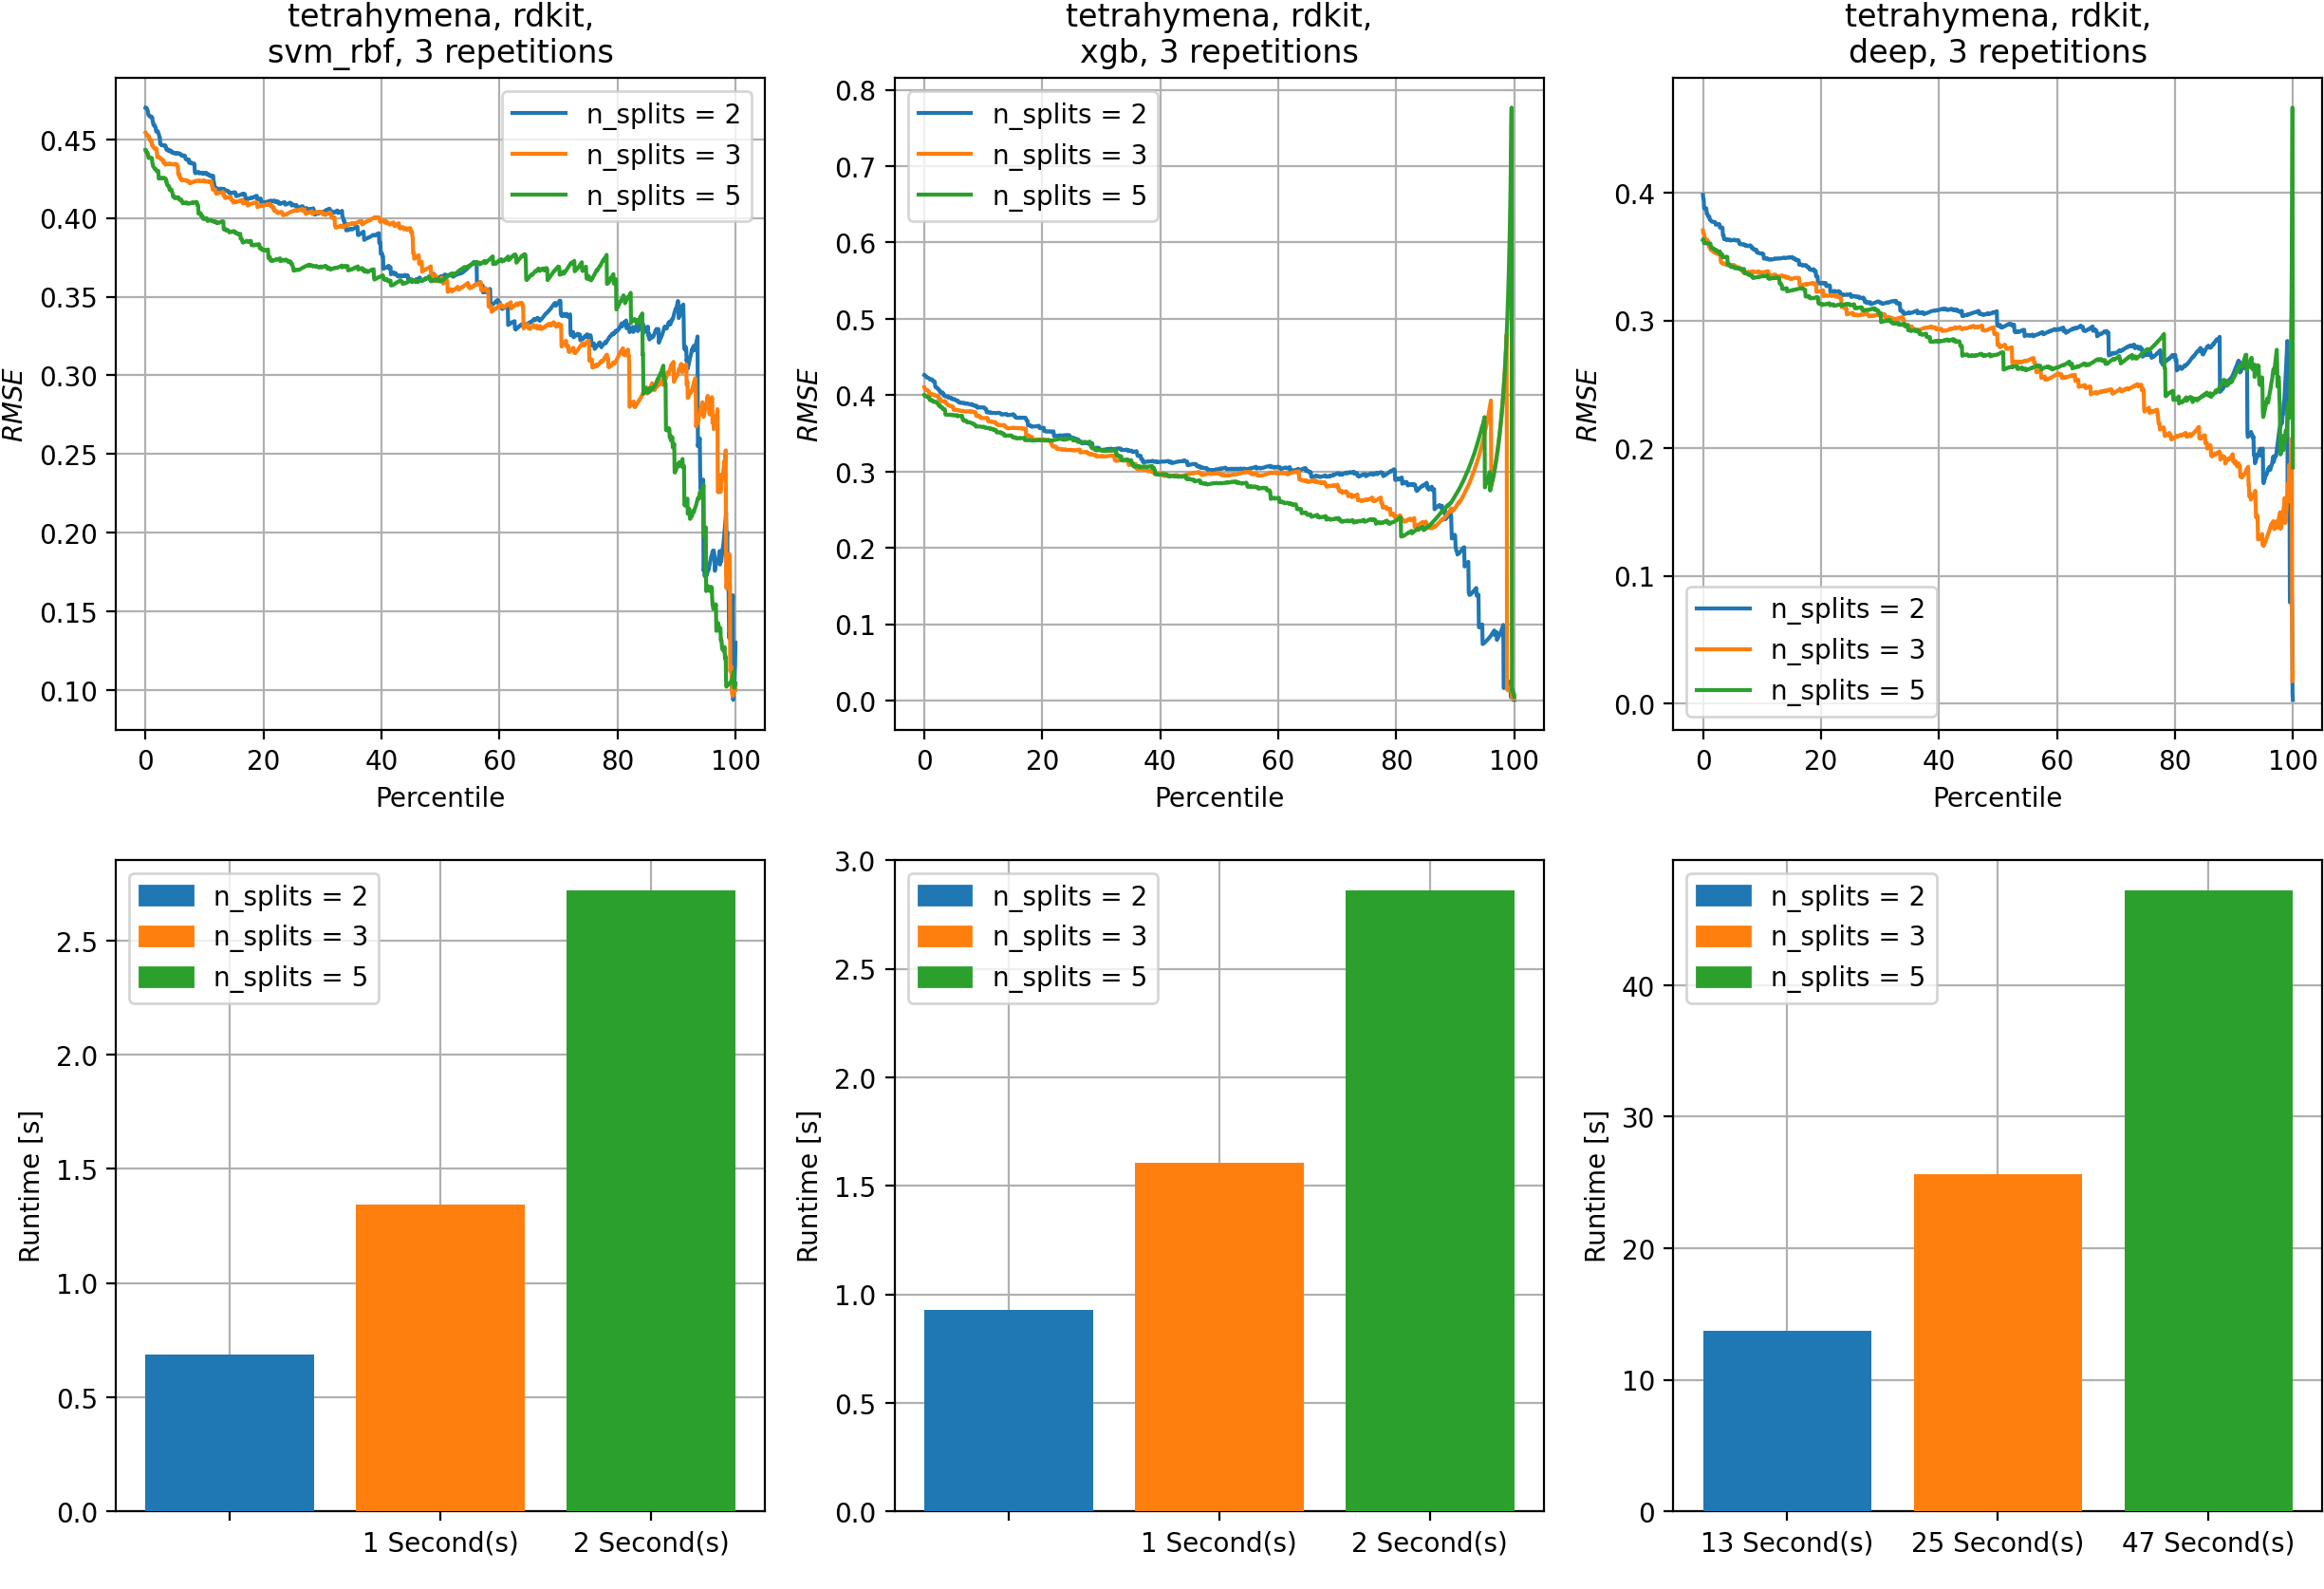 tetrahymena, rdkit,
svm_rbf, 3 repetitions
RMSE
0.45
0.40
0.35
0.30
0.25
0.20
0.15
0.10
n_splits = 2
n_splits = 3
n_splits = 5
0 20 40 60 80 100
Percentile
tetrahymena, rdkit,
xgb, 3 repetitions
RMSE
0.8
0.7
0.6
0.5
0.4
0.3
0.2
0.1
0.0
n_splits = 2
n_splits = 3
n_splits = 5
0 20 40 60 80 100
Percentile
tetrahymena, rdkit,
deep, 3 repetitions
RMSE
0.4
0.3
0.2
0.1
0.0
n_splits = 2
n_splits = 3
n_splits = 5
0 20 40 60 80 100
Percentile
Runtime [s]
2.5
2.0
1.5
1.0
0.5
0.0
n_splits = 2
n_splits = 3
n_splits = 5
1 Second(s) 2 Second(s)
Runtime [s]
3.0
2.5
2.0
1.5
1.0
0.5
0.0
n_splits = 2
n_splits = 3
n_splits = 5
1 Second(s) 2 Second(s)
Runtime [s]
40
30
20
10
0
n_splits = 2
n_splits = 3
n_splits = 5
13 Second(s) 25 Second(s) 47 Second(s)